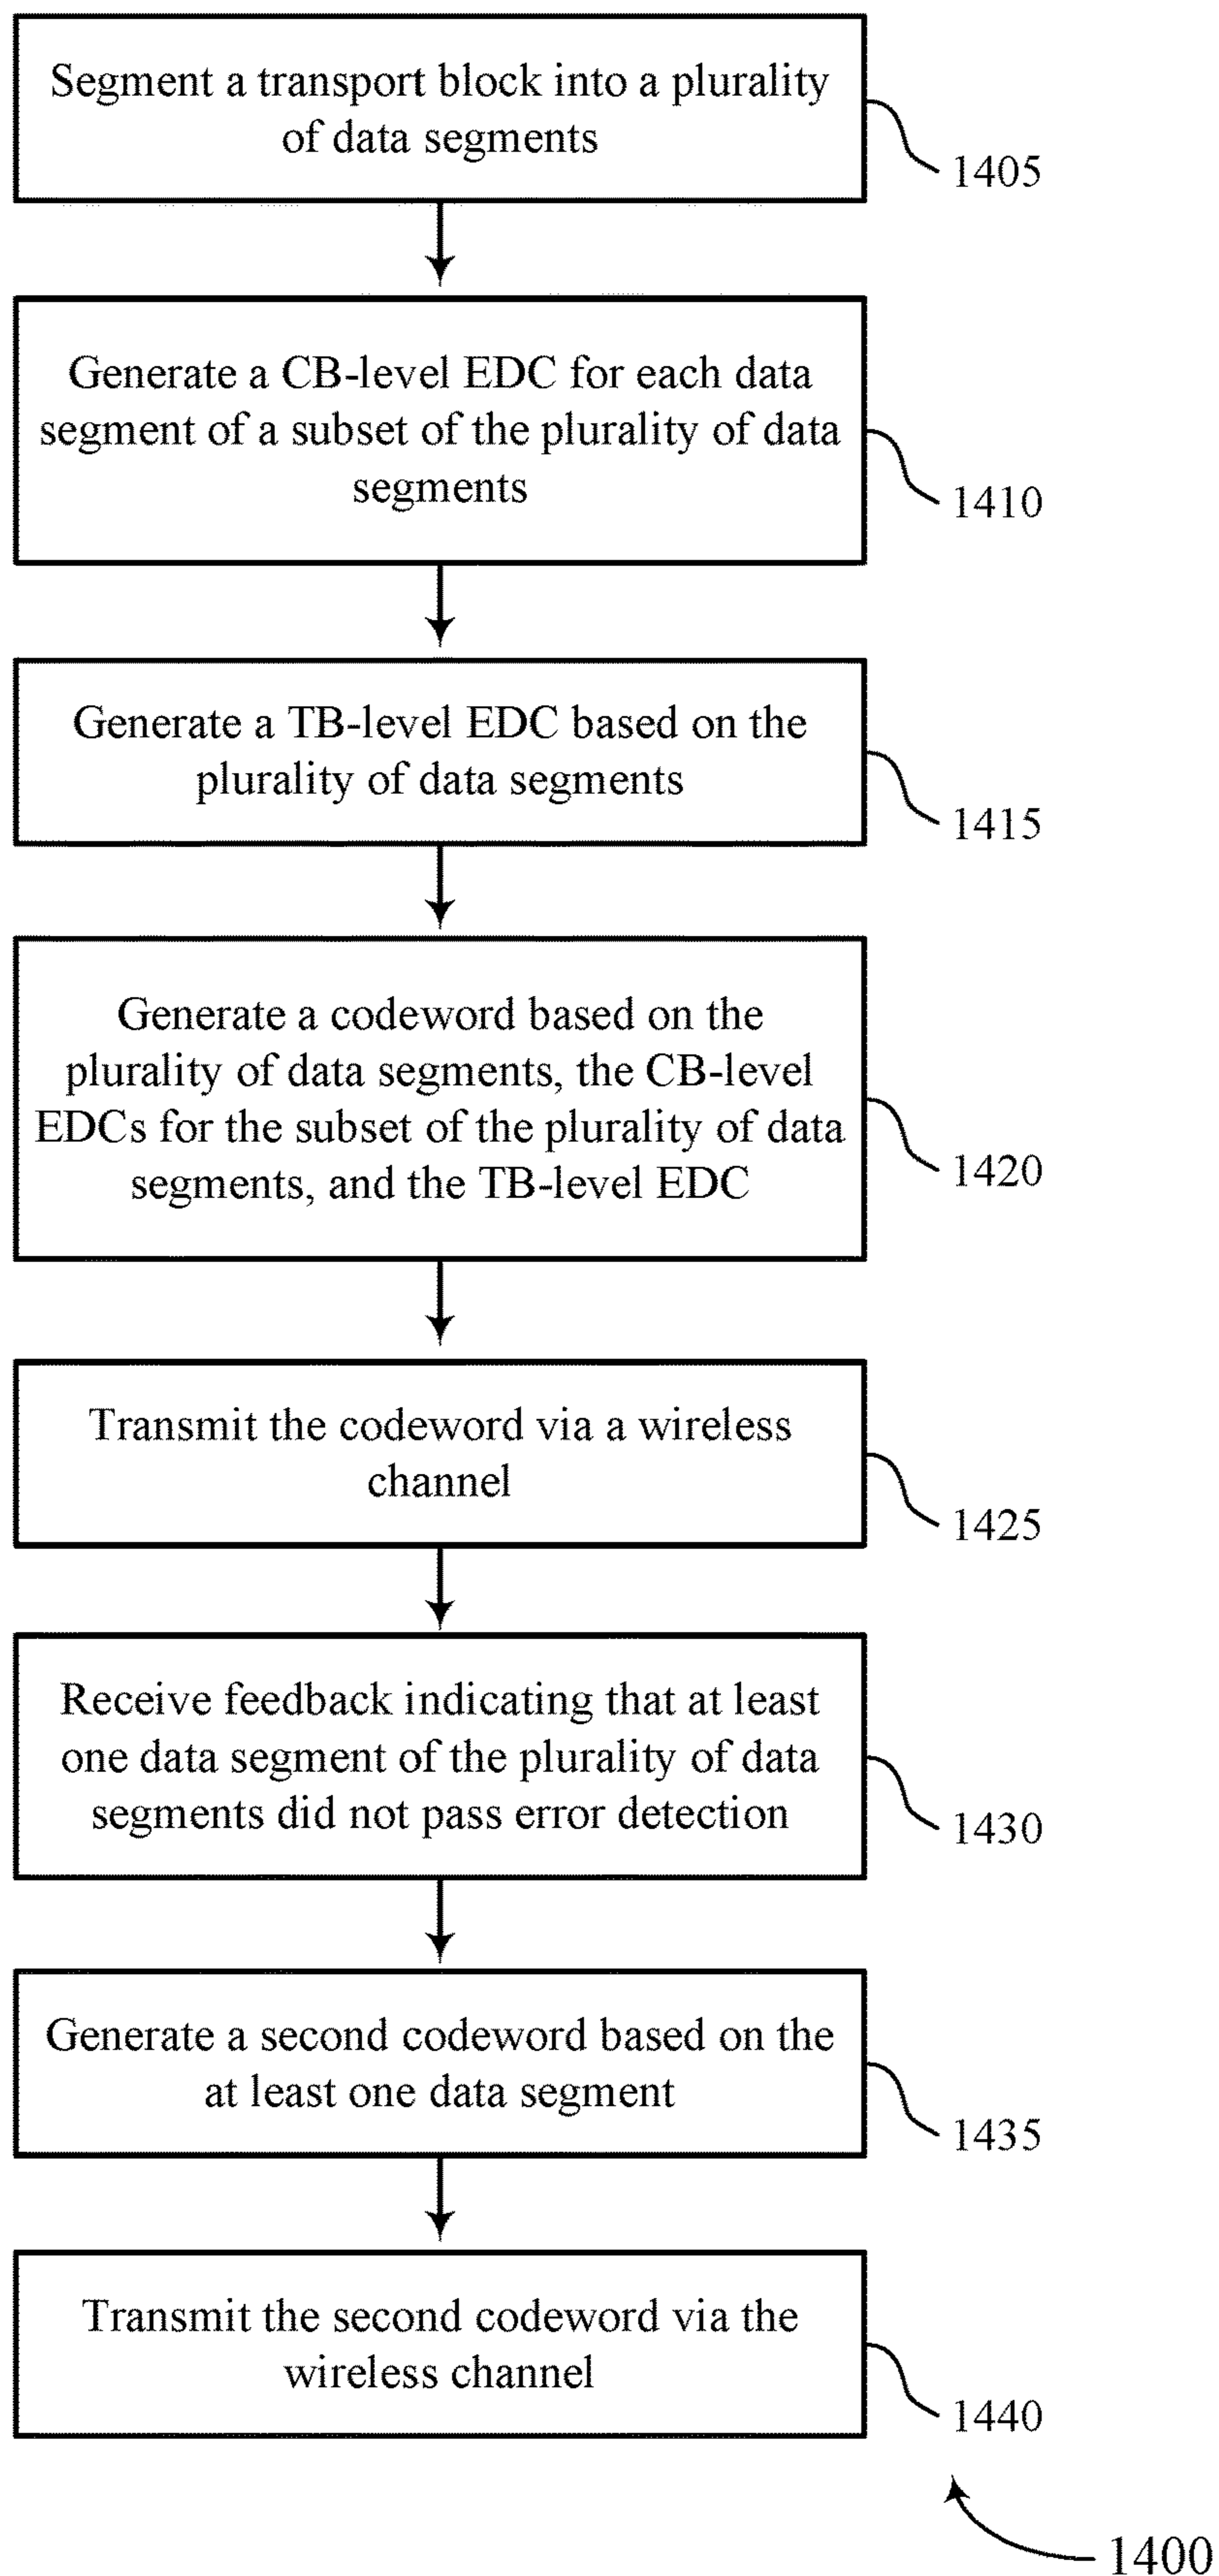 Segment a transport block into a plurality
of data segments
1405
Generate a CB-level EDC for each data
segment of a subset of the plurality of data
segments
1410
Generate a TB-level EDC based on the
plurality of data segments
1415
Generate a codeword based on the
plurality of data segments, the CB-level
EDCs for the subset of the plurality of data
segments, and the TB-level EDC
1420
Transmit the codeword via a wireless
channel
1425
Receive feedback indicating that at least
one data segment of the plurality of data
segments did not pass error detection
1430
Generate a second codeword based on the
at least one data segment
1435
Transmit the second codeword via the
wireless channel
1440
1400